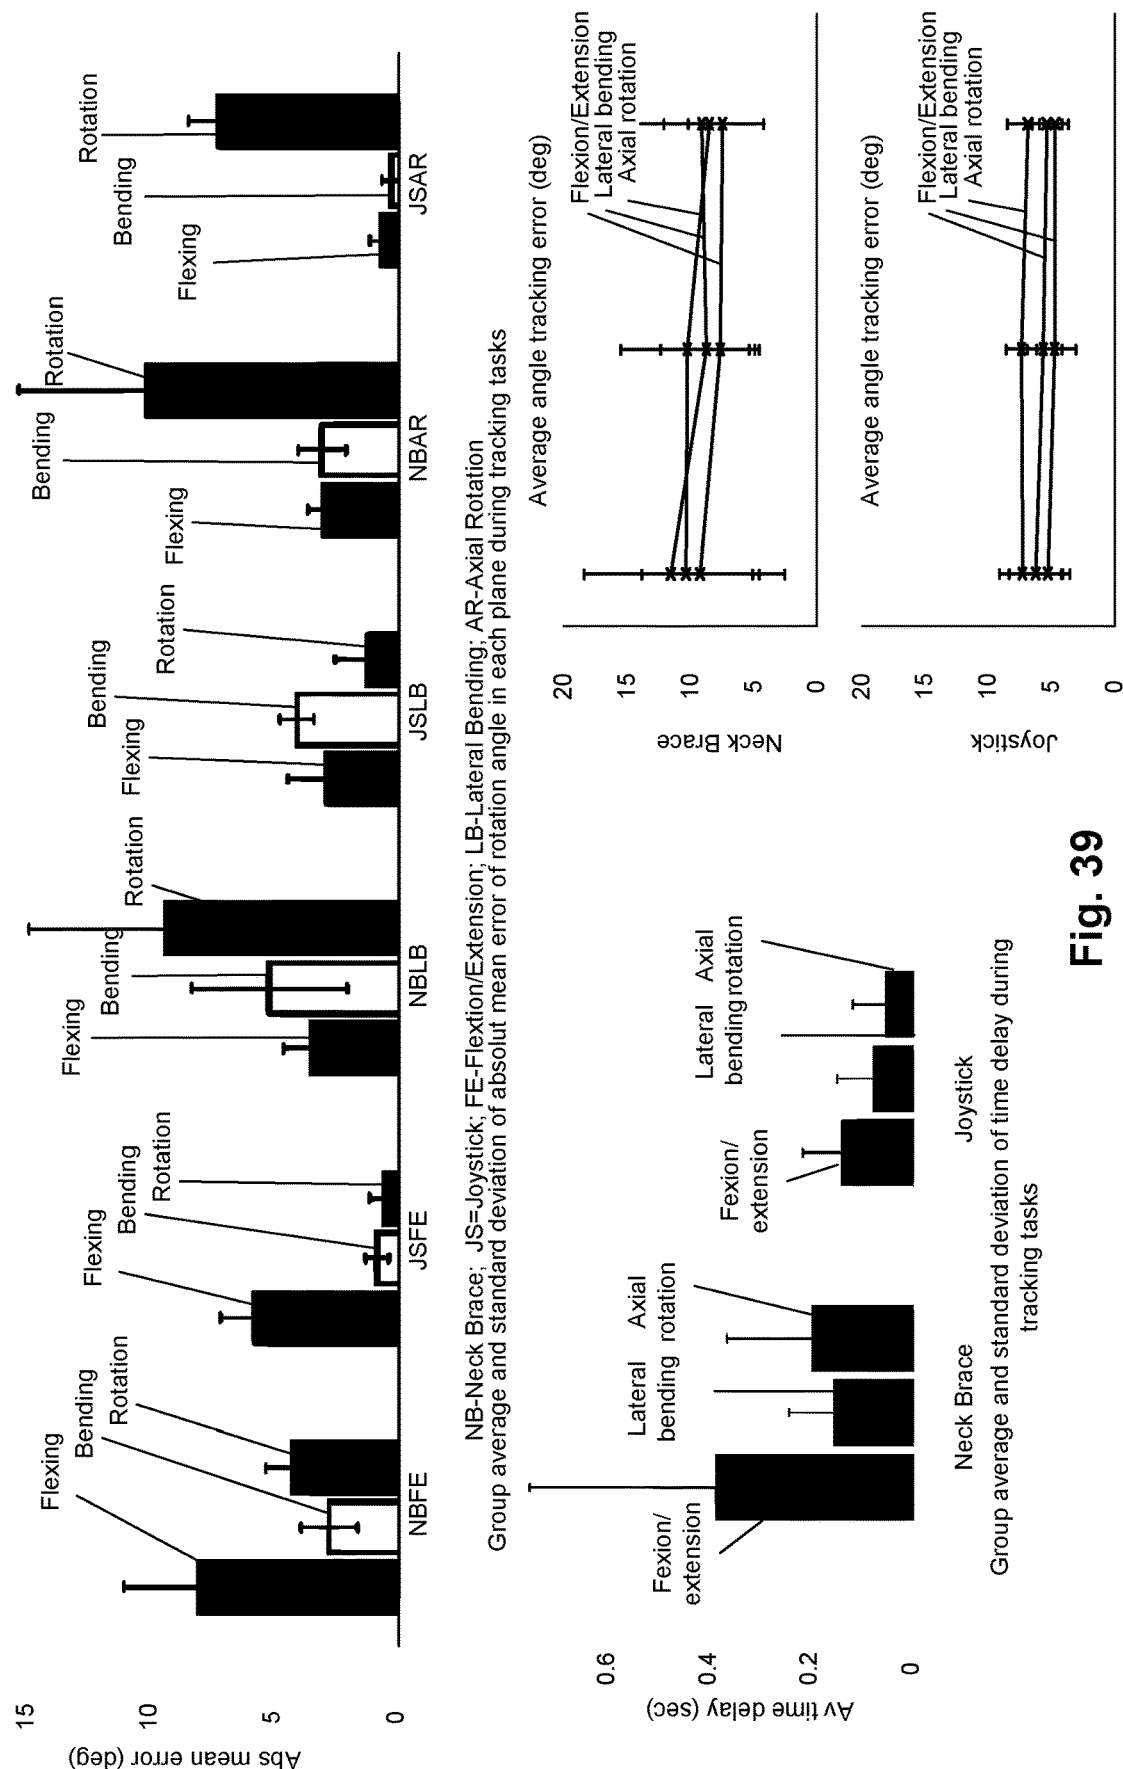 Abs mean error (deg)
15
10
5
0
Flexing
Bending
Rotation
NBFE
Flexing
Bending
Rotation
JSFE
Flexing
Bending
Rotation
NBLB
Flexing
Bending
Rotation
JSLB
Flexing
Bending
Rotation
NBAR
Flexing
Bending
Rotation
JSAR
NB-Neck Brace; JS=Joystick; FE-Flextion/Extension; LB-Lateral Bending; AR-Axial Rotation
Group average and standard deviation of absolut mean error of rotation angle in each plane during tracking tasks
Av time delay (sec)
0.6
0.4
0.2
0
Fexion/
extension
Lateral
bending
Axial
rotation
Neck Brace
Fexion/
extension
Lateral
bending
Axial
rotation
Joystick
Group average and standard deviation of time delay during
tracking tasks
Average angle tracking error (deg)
Neck Brace
20
15
10
5
0
Flexion/Extension
Lateral bending
Axial rotation
Average angle tracking error (deg)
Joystick
20
15
10
5
0
Flexion/Extension
Lateral bending
Axial rotation
Fig. 39